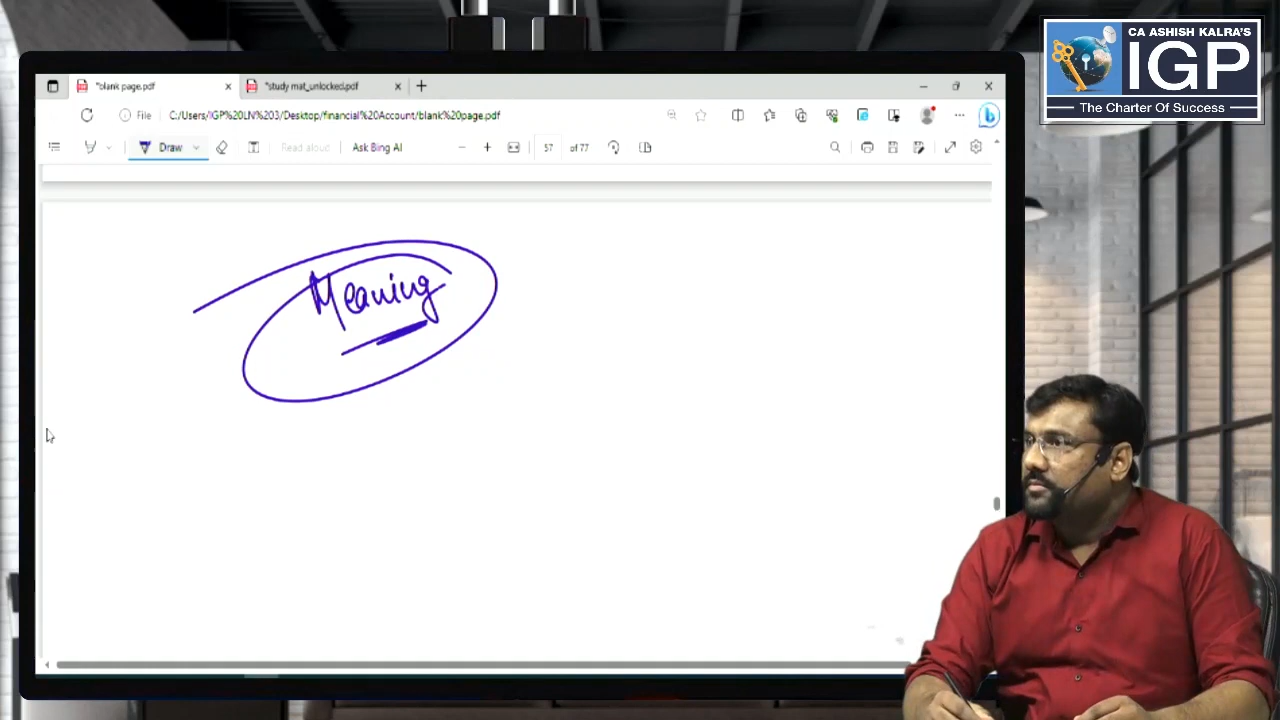 CA ASHISH KALRA'S
IGP
The Charter Of Success
*blank page.pdf
*study mat_unlocked.pdf
File
C:/Users/IGP%20LN%203/Desktop/financial%20Account/blank%20page.pdf
Draw
Read aloud
Ask Bing AI
57
of 77
Meaning